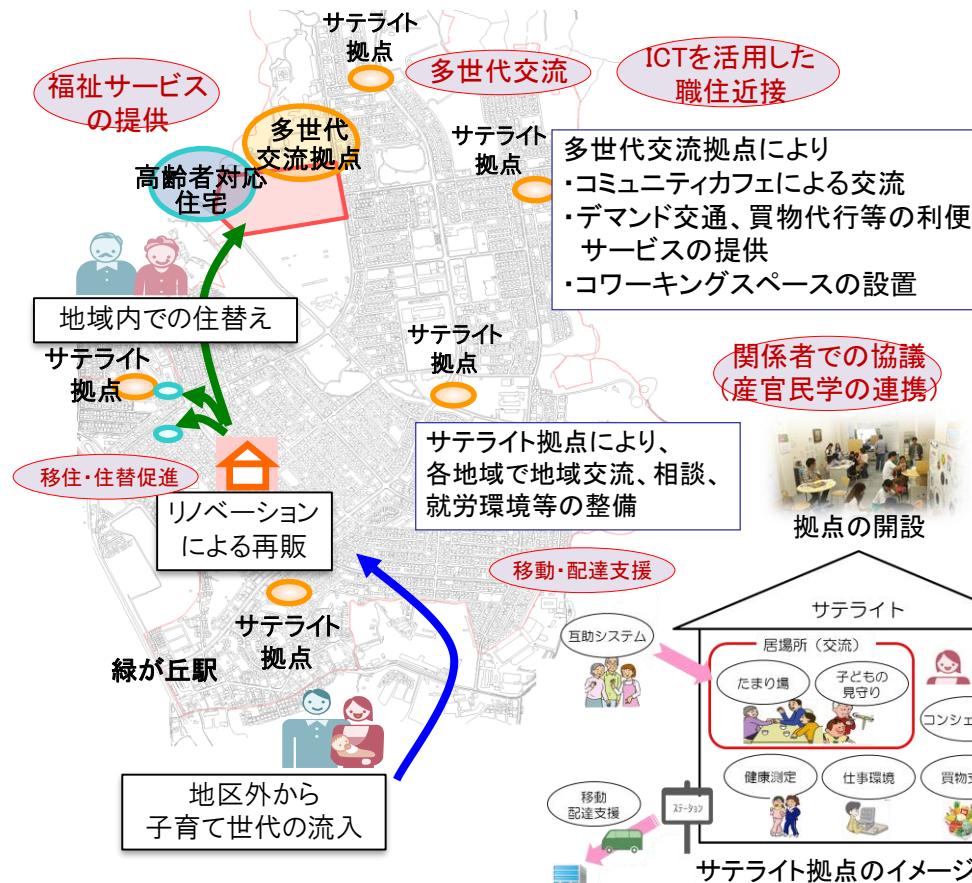 サテライト
拠点
福祉サービス
の提供
多世代交流
ICTを活用した
職住近接
多世代
交流拠点
高齢者対応
住宅
サテライト
拠点
多世代交流拠点により
・コミュニティカフェによる交流
・デマンド交通、買物代行等の利便
サービスの提供
・コワーキングスペースの設置
地域内での住替え
サテライト
拠点
サテライト
拠点
関係者での協議
(産官民学の連携)
サテライト拠点により、
各地域で地域交流、相談、
就労環境等の整備
移住・住替促進
リノベーション
による再販
拠点の開設
移動・配達支援
サテライト
拠点
緑が丘駅
地区外から
子育て世代の流入
サテライト
互助システム
居場所（交流）
たまり場
子どもの
見守り
コンシェ
健康測定
仕事環境
買物支
移動
配達支援
ステーション
サテライト拠点のイメージ